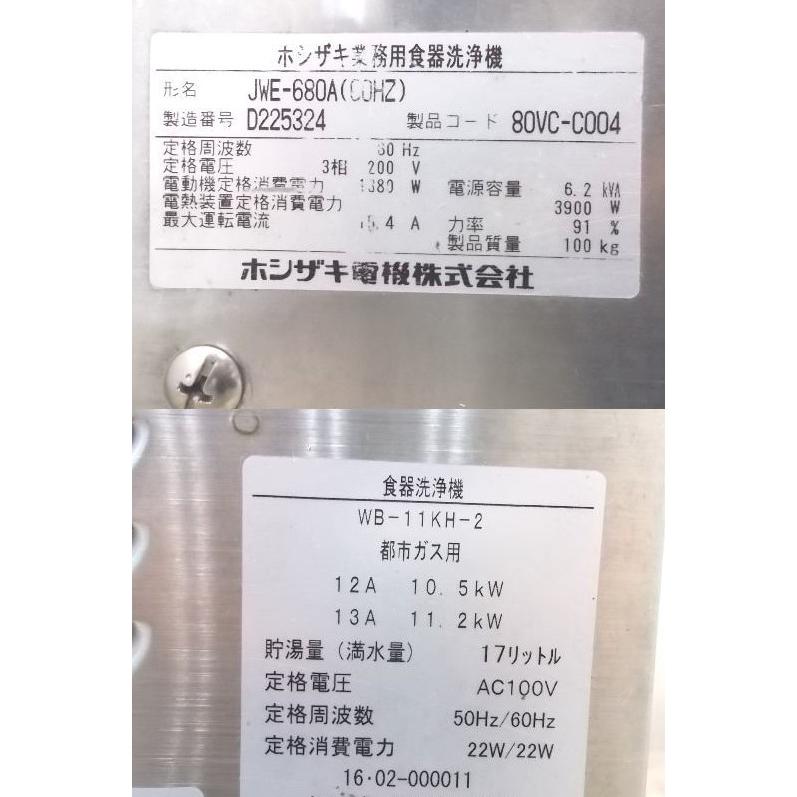 ホシザキ業務用食器洗浄機
形名 JWE-680A(60HZ)
製造番号 D225324 製品コード 80VC-C004
定格周波数 60 Hz
定格電圧 3相 200 V
電動機定格消費電力 W 電源容量 6.2 kVA
電熱装置定格消費電力 3900 W
最大運転電流 A 力率 91 %
製品質量 100 kg
ホシザキ電機株式会社
食器洗浄機
WB-11KH-2
都市ガス用
12A 10.5kW
13A 11.2kW
貯湯量(満水量) 17リットル
定格電圧 AC100V
定格周波数 50Hz/60Hz
定格消費電力 22W/22W
16・02-000011